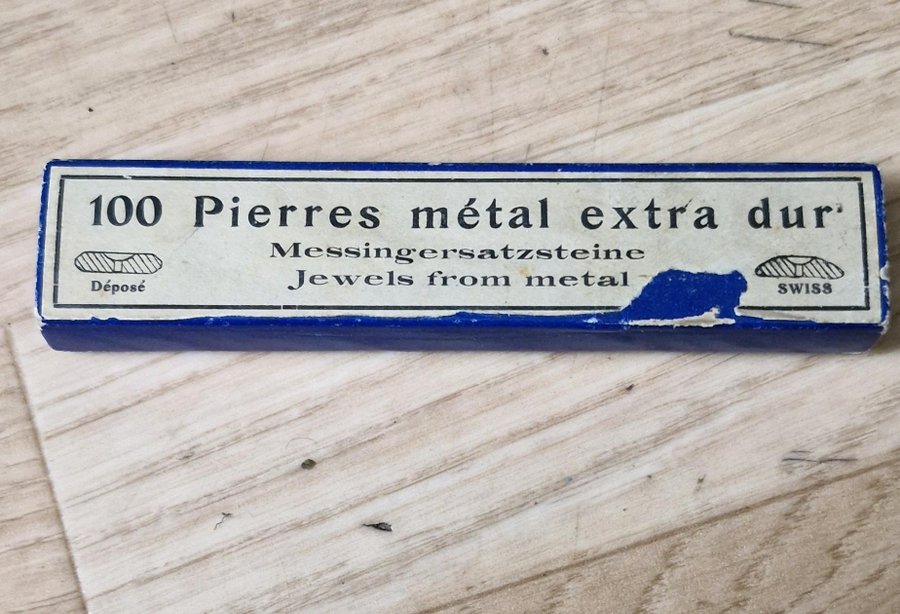 100 Pierres métal extra dur
Messingersatzsteine
Jewels from metal
Déposé
SWISS